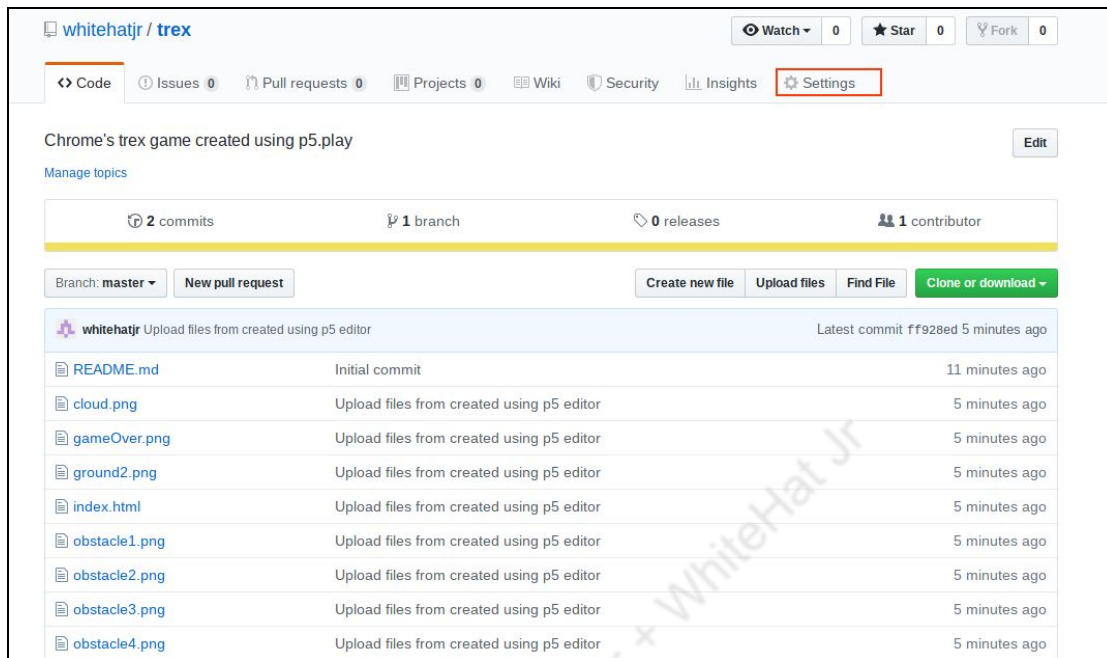 whitehatjr / trex Watch 0 Star 0 Fork 0
Code Issues 0 Pull requests 0 Projects 0 Wiki Security Insights Settings
Chrome's trex game created using p5.play Edit
Manage topics
2 commits 1 branch 0 releases 1 contributor
Branch: master New pull request Create new file Upload files Find File Clone or download
whitehatjr Upload files from created using p5 editor Latest commit ff928ed 5 minutes ago
README.md Initial commit 11 minutes ago
cloud.png Upload files from created using p5 editor 5 minutes ago
gameOver.png Upload files from created using p5 editor 5 minutes ago
ground2.png Upload files from created using p5 editor 5 minutes ago
index.html Upload files from created using p5 editor 5 minutes ago
obstacle1.png Upload files from created using p5 editor 5 minutes ago
obstacle2.png Upload files from created using p5 editor 5 minutes ago
obstacle3.png Upload files from created using p5 editor 5 minutes ago
obstacle4.png Upload files from created using p5 editor 5 minutes ago
+ WhiteHat Jr